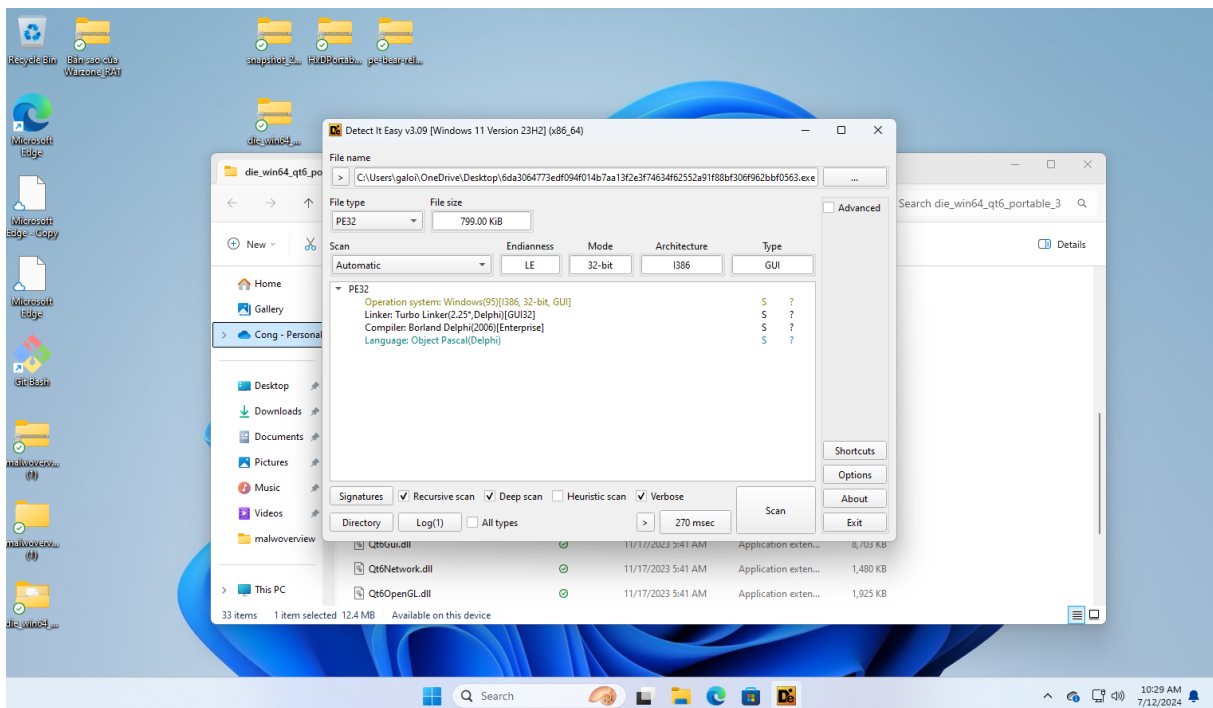 Recycle Bin
Bản sao của
Warzone_RAT
snapshot_2...
HxDPortab...
pe-bear-rel...
Microsoft
Edge
die_win64_...
Microsoft
Edge - Copy
Microsoft
Edge
Git Bash
malwoverv...
(1)
malwoverv...
(1)
die_win64_...
Detect It Easy v3.09 [Windows 11 Version 23H2] (x86_64)
File name
>
C:\Users\galoi\OneDrive\Desktop\6da3064773edf094f014b7aa13f2e3f74634f62552a91f88bf306f962bbf0563.exe
...
File type
File size
PE32
799.00 KiB
Advanced
Scan
Endianness
Mode
Architecture
Type
Automatic
LE
32-bit
I386
GUI
PE32
Operation system: Windows(95)[I386, 32-bit, GUI]
S ?
Linker: Turbo Linker(2.25*,Delphi)[GUI32]
S ?
Compiler: Borland Delphi(2006)[Enterprise]
S ?
Language: Object Pascal(Delphi)
S ?
Shortcuts
Options
Signatures
Recursive scan
Deep scan
Heuristic scan
Verbose
Scan
About
Directory
Log(1)
All types
>
270 msec
Exit
die_win64_qt6_po
Search die_win64_qt6_portable_3
New
Details
Home
Gallery
Cong - Personal
Desktop
Downloads
Documents
Pictures
Music
Videos
malwoverview
This PC
Qt6Gui.dll
11/17/2023 5:41 AM
Application exten...
8,703 KB
Qt6Network.dll
11/17/2023 5:41 AM
Application exten...
1,480 KB
Qt6OpenGL.dll
11/17/2023 5:41 AM
Application exten...
1,925 KB
33 items
1 item selected 12.4 MB
Available on this device
Search
10:29 AM
7/12/2024